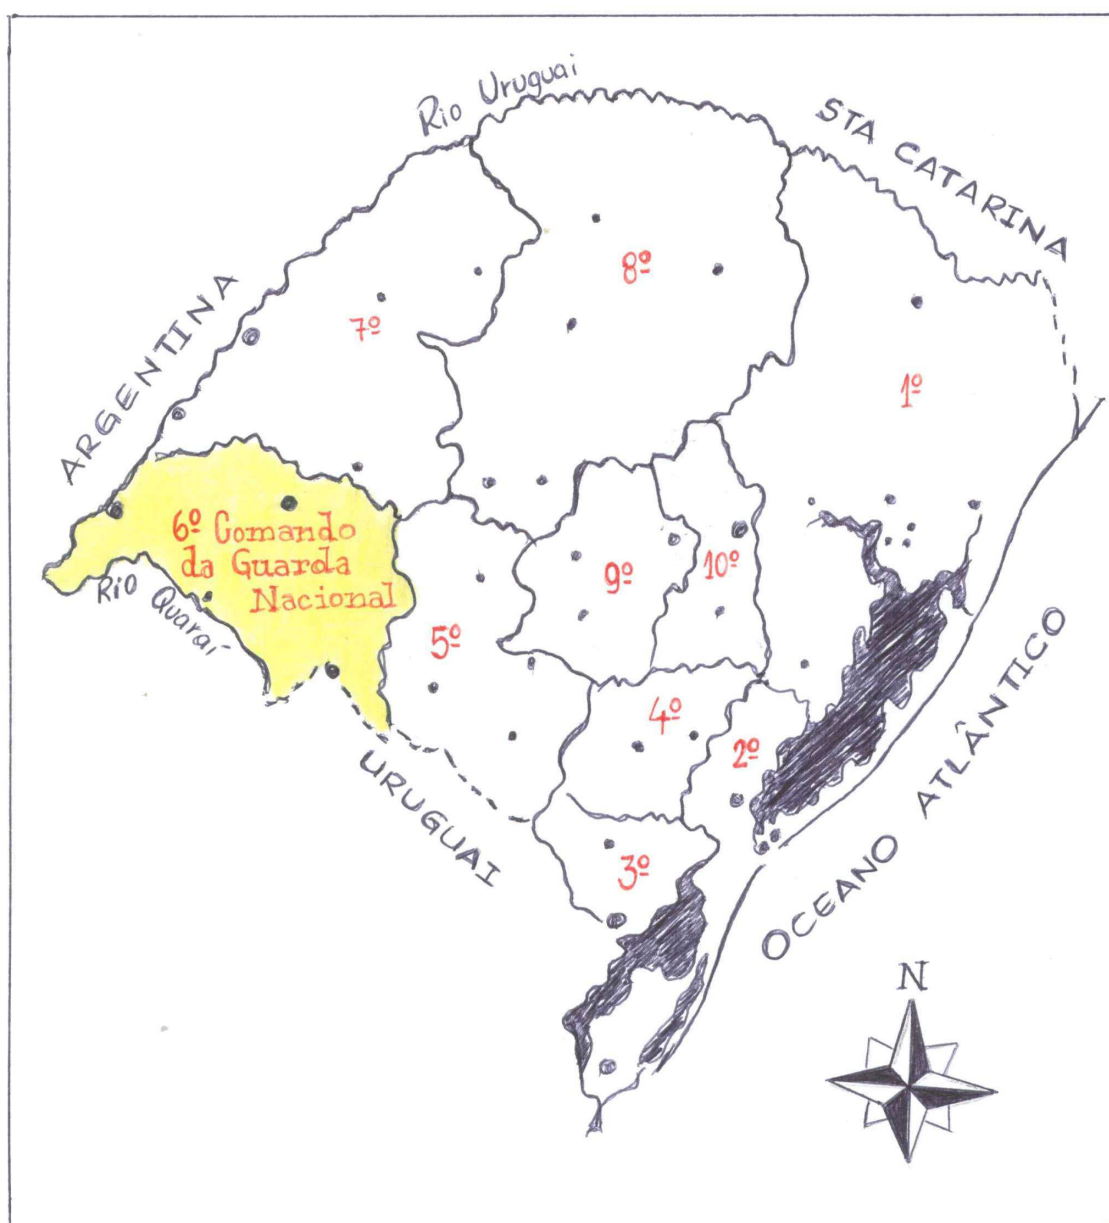 Rio Uruguai
STA CATARINA
ARGENTINA
8º
7º
1º
6º Comando
da Guarda
Nacional
Rio Quaraí
9º
10º
5º
4º
2º
URUGUAI
3º
OCEANO ATLÂNTICO
N